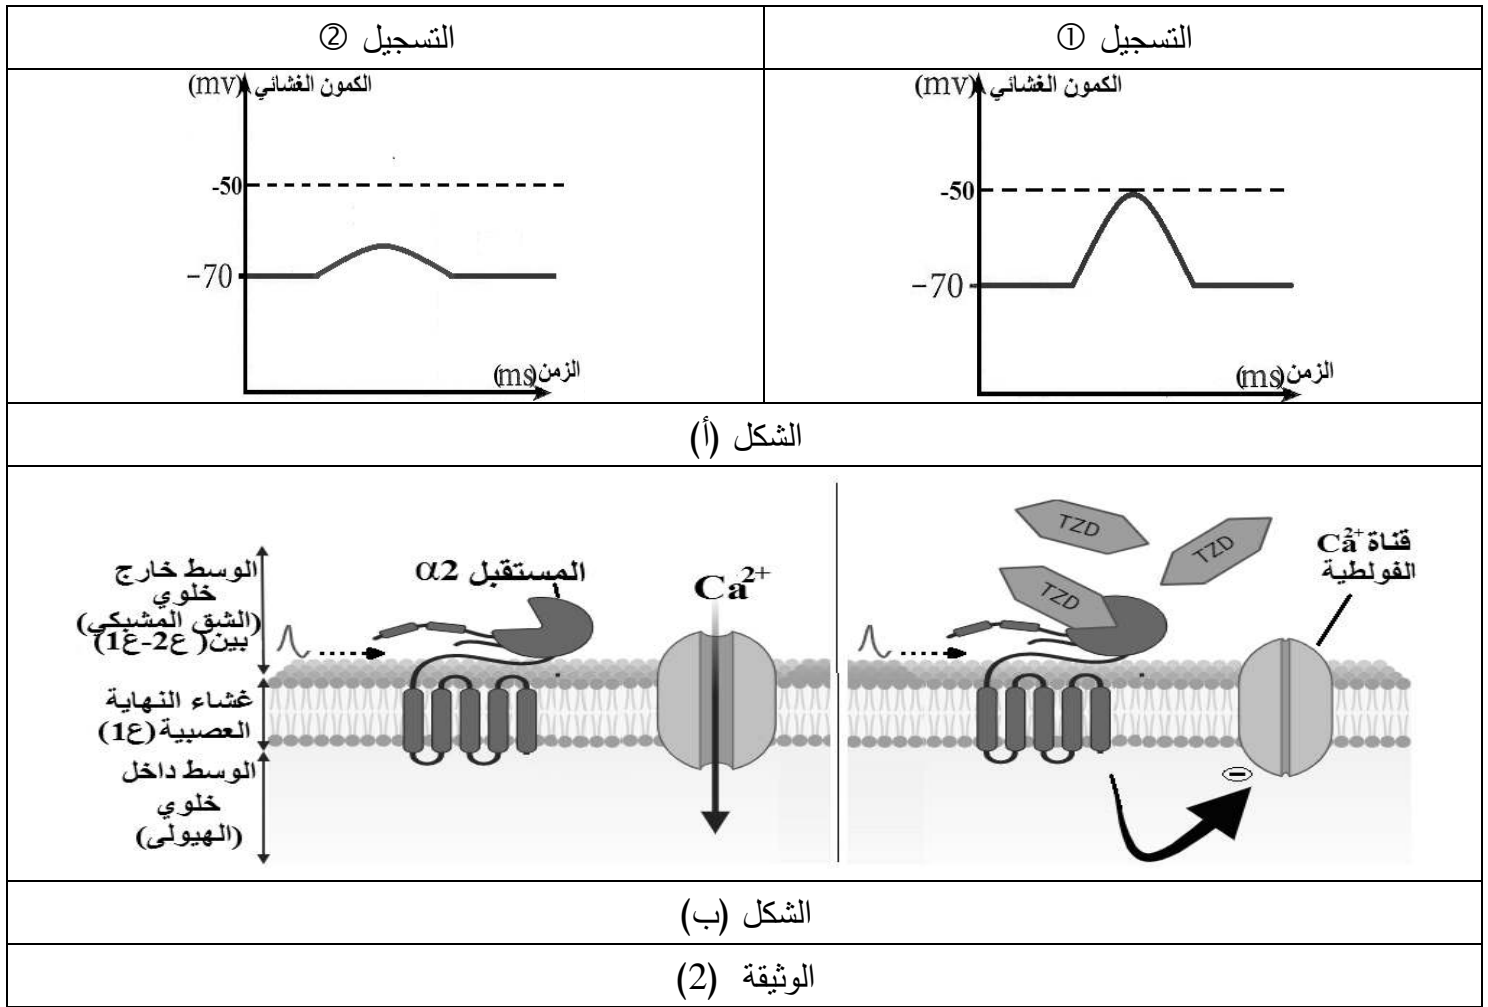 التسجيل ①
التسجيل ②
الكمون الغشائي (mv)
-50
-70
الزمن (ms)
الكمون الغشائي (mv)
-50
-70
الزمن (ms)
الشكل (أ)
TZD
TZD
TZD
قناة Ca²⁺
الفولطية
المستقبل α2
Ca²⁺
الوسط خارج
خلوي
(الشق المشبكي)
بين( ع2-ع1)
غشاء النهاية
العصبية (ع1)
الوسط داخل
خلوي
(الهيولى)
⊖
الشكل (ب)
الوثيقة (2)